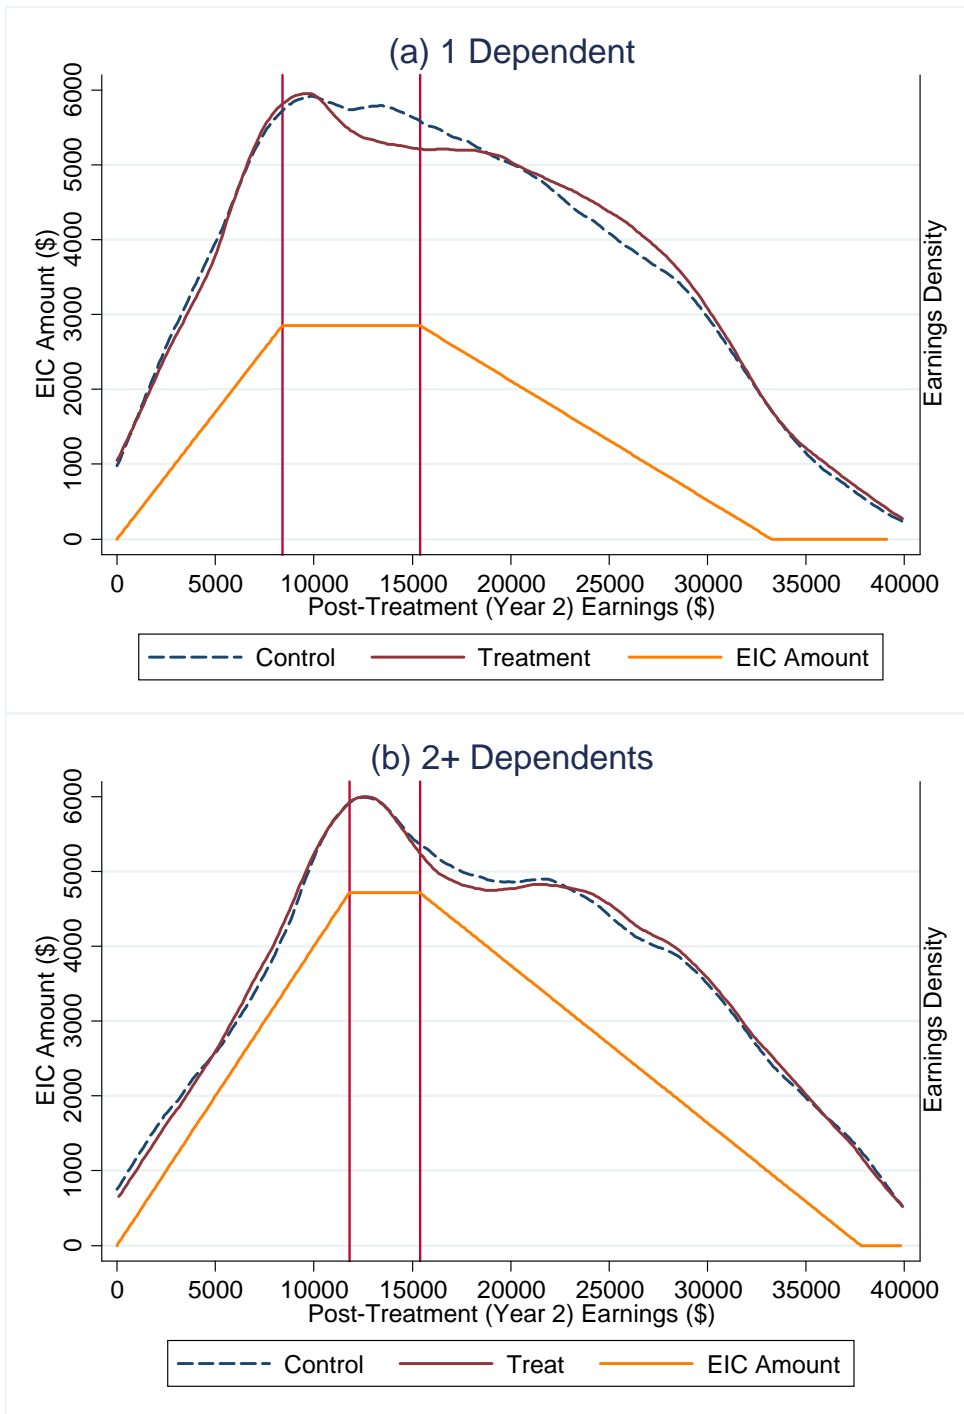 (a) 1 Dependent
EIC Amount ($)
6000
5000
4000
3000
2000
1000
0
Earnings Density
0 5000 10000 15000 20000 25000 30000 35000 40000
Post-Treatment (Year 2) Earnings ($)
Control Treatment EIC Amount
(b) 2+ Dependents
EIC Amount ($)
6000
5000
4000
3000
2000
1000
0
Earnings Density
0 5000 10000 15000 20000 25000 30000 35000 40000
Post-Treatment (Year 2) Earnings ($)
Control Treat EIC Amount